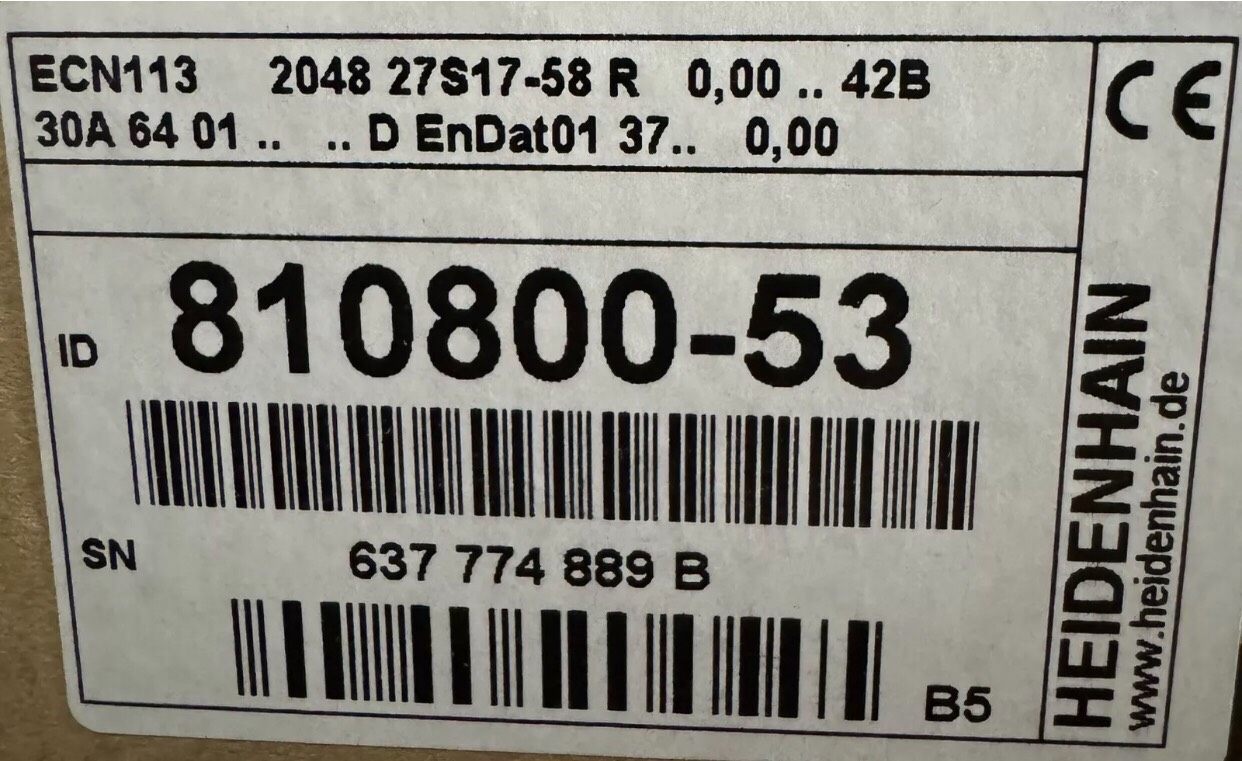 ECN113 2048 27S17-58 R 0,00 .. 42B
30A 64 01 .. .. D EnDat01 37.. 0,00
CE
ID 810800-53
SN 637 774 889 B
B5
HEIDENHAIN
www.heidenhain.de